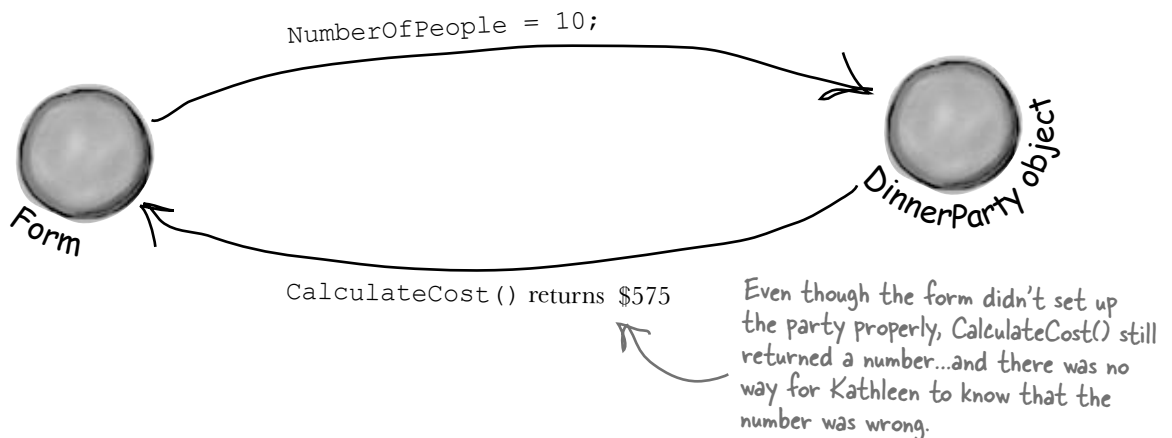 NumberOfPeople = 10;
Form
DinnerParty object
CalculateCost() returns $575
Even though the form didn't set up
the party properly, CalculateCost() still
returned a number...and there was no
way for Kathleen to know that the
number was wrong.